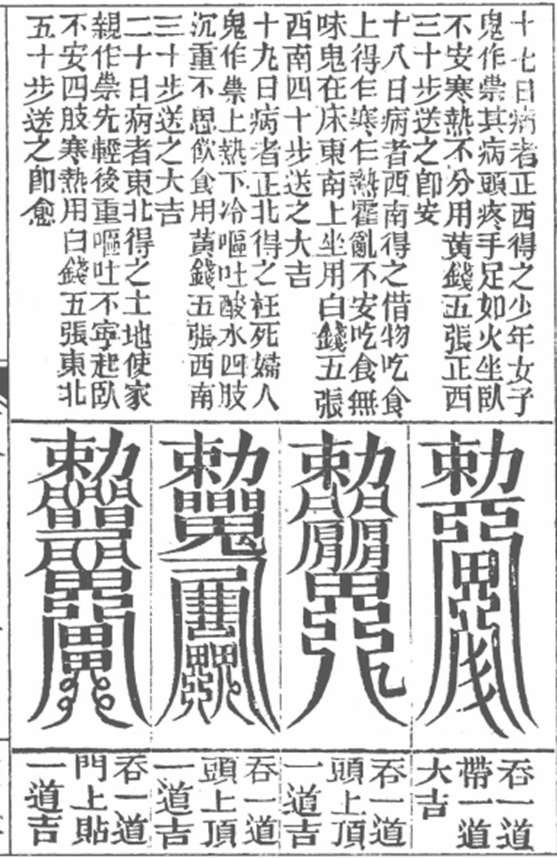 十七日病者正西得之少年女子
鬼作祟其病頭疼手足如火坐臥
不安寒熱不分用黄錢五張正西
三十步送之卽安
十八日病者西南得之借物吃食
上得乍寒乍熱霍亂不安吃食無
味鬼在床東南上坐用白錢五張
西南四十步送之大吉
十九日病者正北得之枉死婦人
鬼作祟上熱下冷嘔吐酸水四肢
沉重不思飲食用黃錢五張西南
三十步送之大吉
二十日病者東北得之土地使家
親作祟先輕後重嘔吐不寧起臥
不安四肢寒熱用白錢五張東北
五十步送之卽愈
勅
勅
勅
勅
吞一道
帶一道
大吉
吞一道
頭上頂
一道吉
吞一道
頭上頂
一道吉
吞一道
門上貼
一道吉